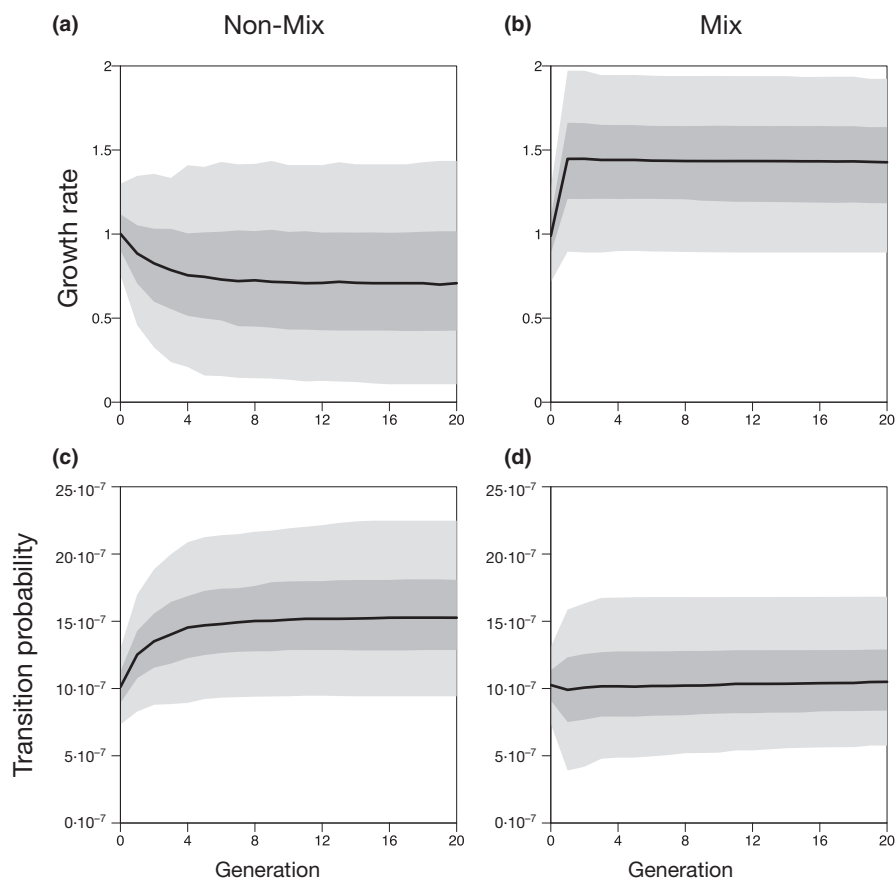 (a) Non-Mix
(b) Mix
Growth rate
2
1.5
1
0.5
0
0 4 8 12 16 20
2
1.5
1
0.5
0
0 4 8 12 16 20
(c)
(d)
Transition probability
25·10⁻⁷
20·10⁻⁷
15·10⁻⁷
10·10⁻⁷
5·10⁻⁷
0·10⁻⁷
0 4 8 12 16 20
Generation
25·10⁻⁷
20·10⁻⁷
15·10⁻⁷
10·10⁻⁷
5·10⁻⁷
0·10⁻⁷
0 4 8 12 16 20
Generation